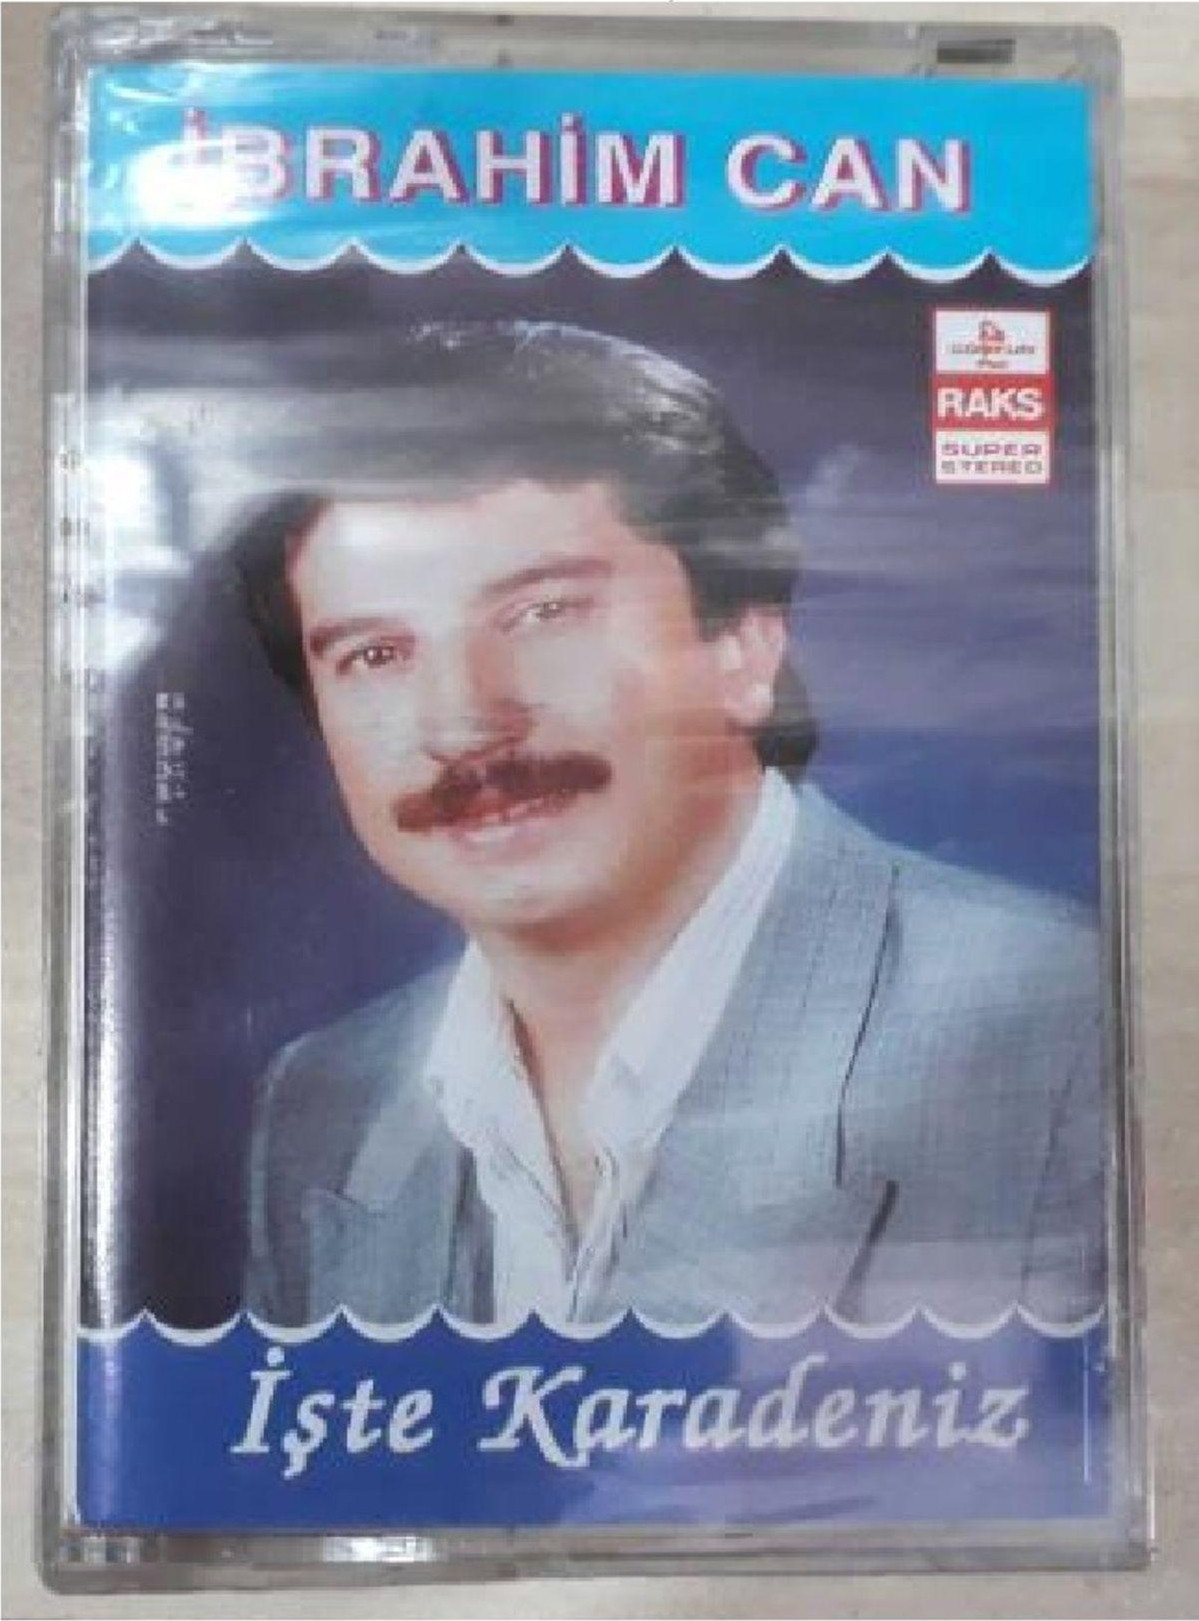 İBRAHİM CAN
RAKS
SUPER
STEREO
İşte Karadeniz